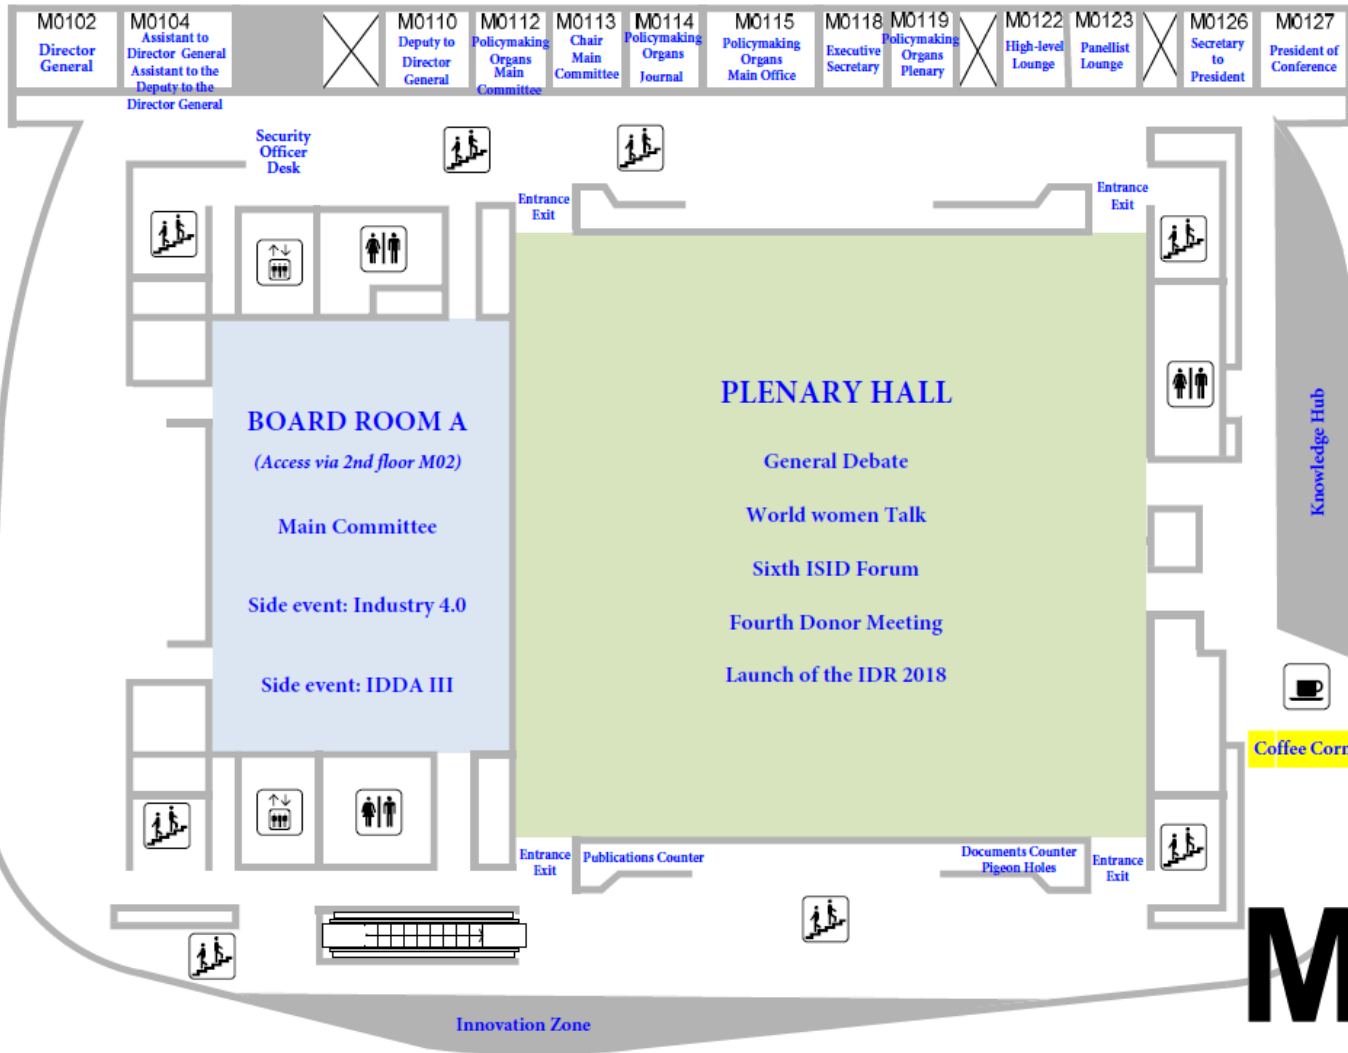 M0102
Director
General
M0104
Assistant to
Director General
Assistant to the
Deputy to the
Director General
M0110
Deputy to
Director
General
M0112
Policymaking
Organs
Main
Committee
M0113
Chair
Main
Committee
M0114
Policymaking
Organs
Journal
M0115
Policymaking
Organs
Main Office
M0118
Executive
Secretary
M0119
Policymaking
Organs
Plenary
M0122
High-level
Lounge
M0123
Panellist
Lounge
M0126
Secretary
to
President
M0127
President of
Conference
Security
Officer
Desk
Entrance
Exit
Entrance
Exit
BOARD ROOM A
(Access via 2nd floor M02)
Main Committee
Side event: Industry 4.0
Side event: IDDA III
PLENARY HALL
General Debate
World women Talk
Sixth ISID Forum
Fourth Donor Meeting
Launch of the IDR 2018
Knowledge Hub
Coffee Corn
Entrance
Exit
Publications Counter
Documents Counter
Pigeon Holes
Entrance
Exit
M
Innovation Zone